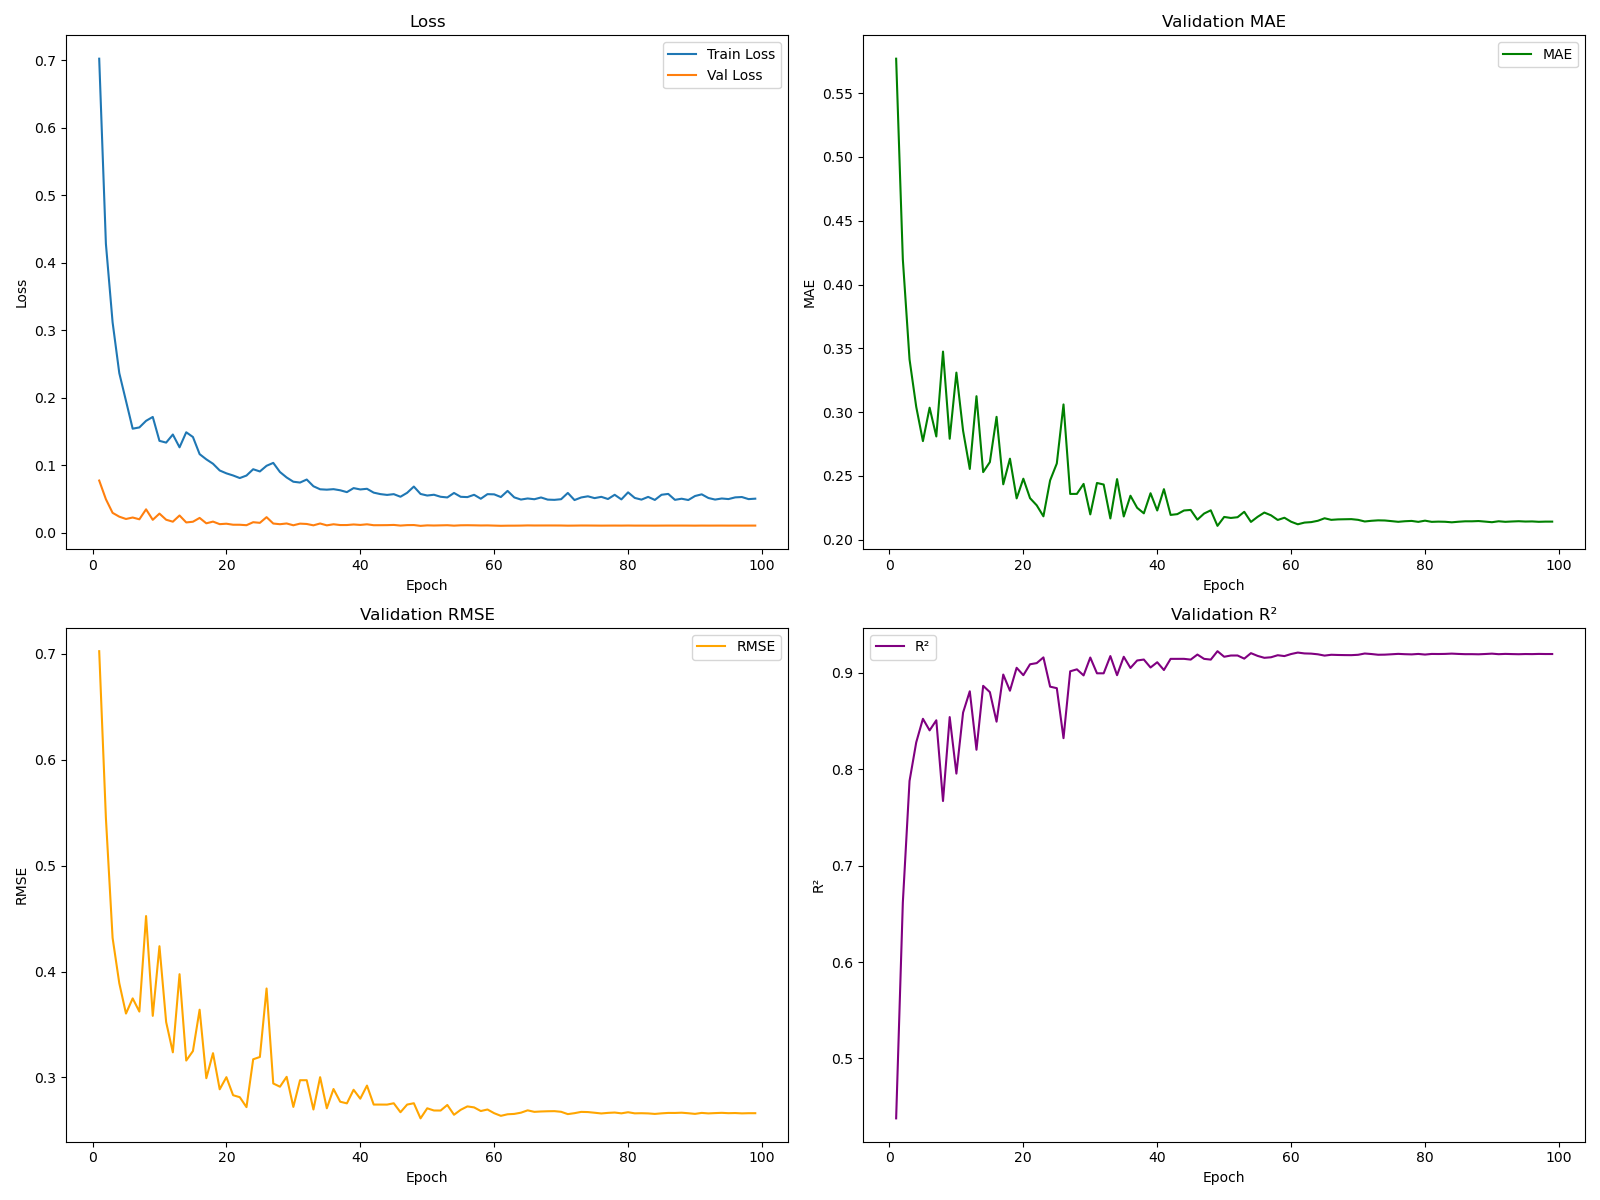 Loss
Train Loss
Val Loss
0.7
0.6
0.5
0.4
0.3
0.2
0.1
0.0
Loss
0 20 40 60 80 100
Epoch
Validation MAE
MAE
0.55
0.50
0.45
0.40
0.35
0.30
0.25
0.20
MAE
0 20 40 60 80 100
Epoch
Validation RMSE
RMSE
0.7
0.6
0.5
0.4
0.3
RMSE
0 20 40 60 80 100
Epoch
Validation R²
R²
0.9
0.8
0.7
0.6
0.5
R²
0 20 40 60 80 100
Epoch